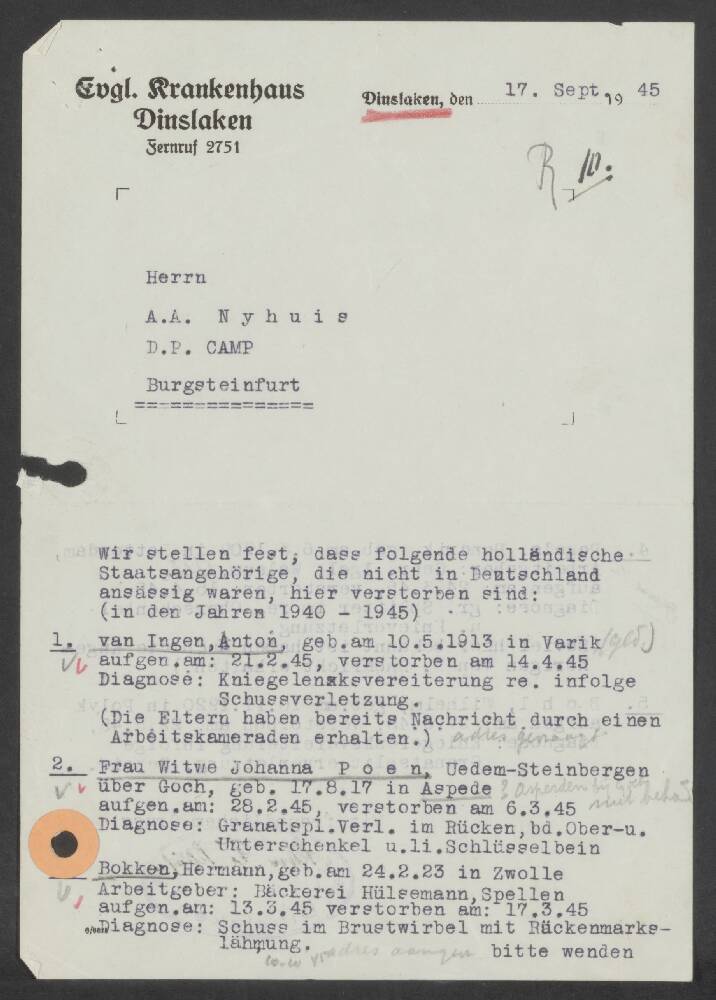 Evgl. Krankenhaus
Dinslaken
Fernruf 2751
Dinslaken, den 17. Sept. 19 45
R 10.
Herrn
A.A. Nyhuis
D.P. CAMP
Burgsteinfurt
===============
Wir stellen fest, dass folgende holländische
Staatsangehörige, die nicht in Deutschland
ansässig waren, hier verstorben sind:
(in den Jahren 1940 - 1945)
1. van Ingen, Anton, geb.am 10.5.1913 in Varik
aufgen.am: 21.2.45, verstorben am 14.4.45
Diagnose: Kniegelenksvereiterung re. infolge
Schussverletzung.
(Die Eltern haben bereits Nachricht durch einen
Arbeitskameraden erhalten.)
2. Frau Witwe Johanna Poen, Uedem-Steinbergen
über Goch, geb. 17.8.17 in Aspede
aufgen.am: 28.2.45, verstorben am 6.3.45
Diagnose: Granatspl.Verl. im Rücken,bd.Ober-u.
Unterschenkel u.li.Schlüsselbein
Bokken,Hermann,geb.am 24.2.23 in Zwolle
Arbeitgeber: Bäckerei Hülsemann,Spellen
aufgen.am: 13.3.45 verstorben am: 17.3.45
Diagnose: Schuss im Brustwirbel mit Rückenmarks-
lähmung.
bitte wenden